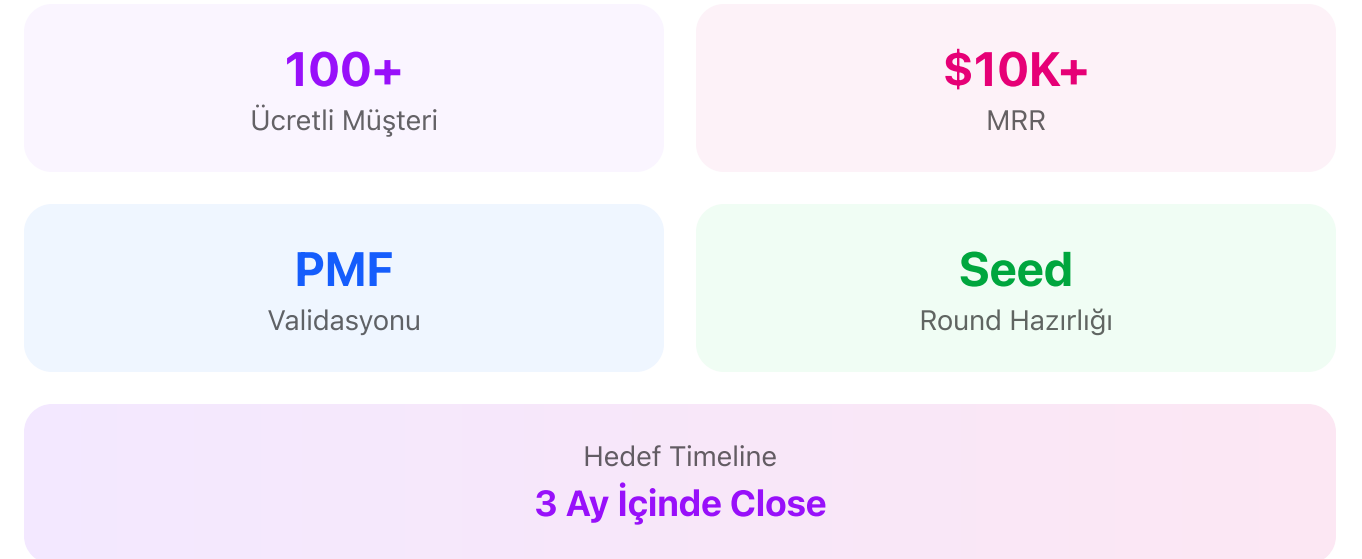 100+
Ücretli Müşteri
$10K+
MRR
PMF
Validasyonu
Seed
Round Hazırlığı
Hedef Timeline
3 Ay İçinde Close